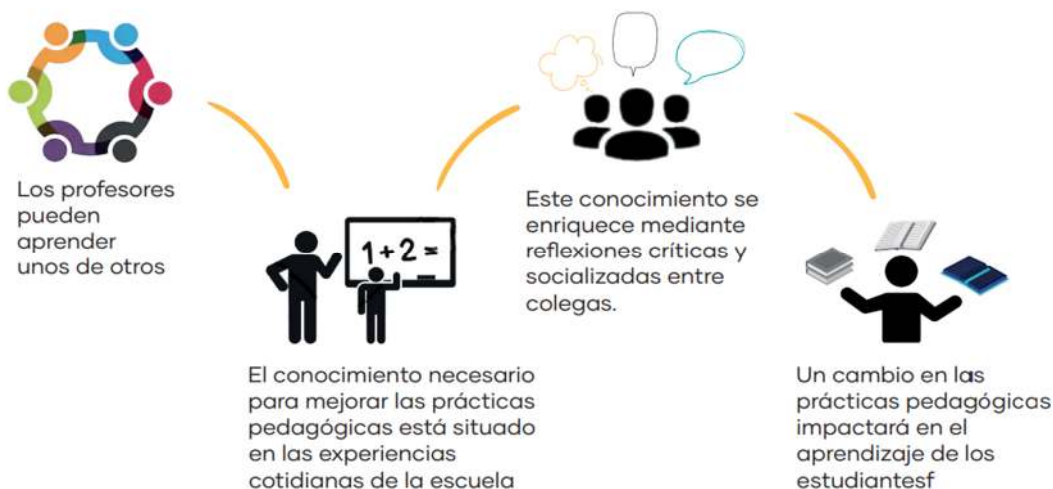 Los profesores
pueden
aprender
unos de otros
1+2=
El conocimiento necesario
para mejorar las prácticas
pedagógicas está situado
en las experiencias
cotidianas de la escuela
Este conocimiento se
enriquece mediante
reflexiones críticas y
socializadas entre
colegas.
Un cambio en las
prácticas pedagógicas
impactará en el
aprendizaje de los
estudiantesf